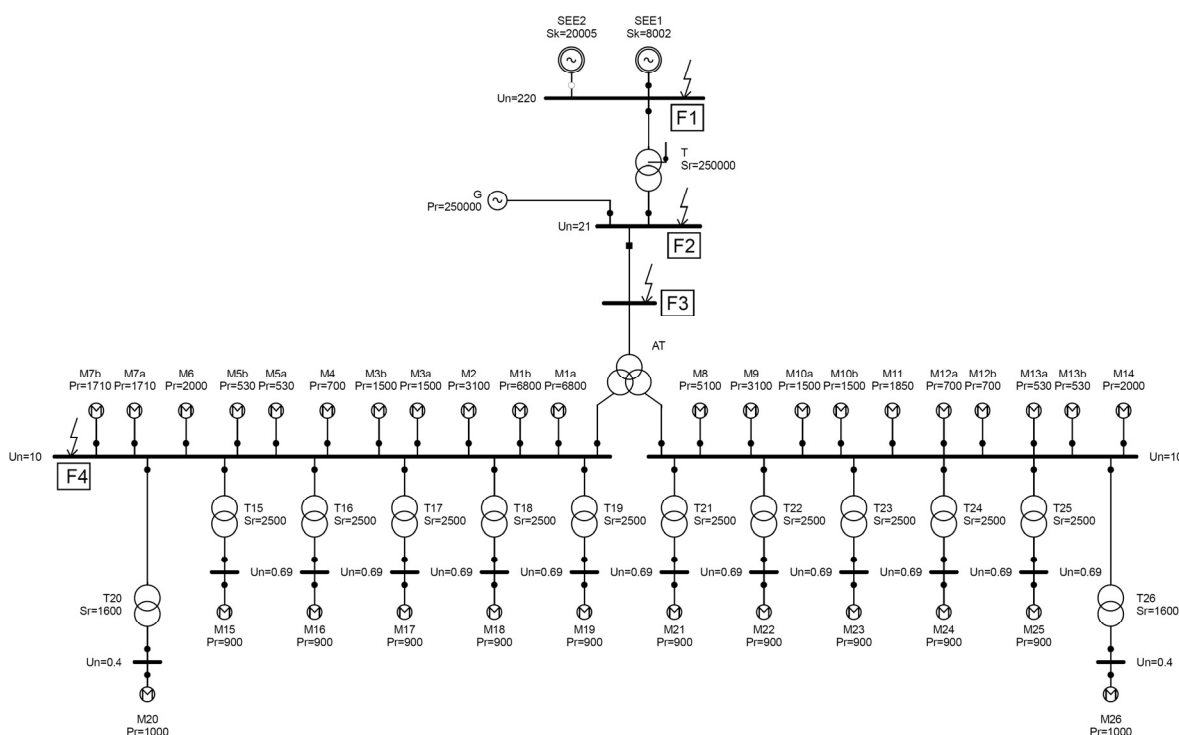 SEE2
Sk=20005
SEE1
Sk=8002
Un=220
F1
T
Sr=250000
G
Pr=250000
Un=21
F2
F3
AT
M7b
Pr=1710
M7a
Pr=1710
M6
Pr=2000
M5b
Pr=530
M5a
Pr=530
M4
Pr=700
M3b
Pr=1500
M3a
Pr=1500
M2
Pr=3100
M1b
Pr=6800
M1a
Pr=6800
M8
Pr=5100
M9
Pr=3100
M10a
Pr=1500
M10b
Pr=1500
M11
Pr=1850
M12a
Pr=700
M12b
Pr=700
M13a
Pr=530
M13b
Pr=530
M14
Pr=2000
Un=10
Un=10
F4
T15
Sr=2500
T16
Sr=2500
T17
Sr=2500
T18
Sr=2500
T19
Sr=2500
T21
Sr=2500
T22
Sr=2500
T23
Sr=2500
T24
Sr=2500
T25
Sr=2500
Un=0.69
Un=0.69
Un=0.69
Un=0.69
Un=0.69
Un=0.69
Un=0.69
Un=0.69
Un=0.69
Un=0.69
T20
Sr=1600
T26
Sr=1600
M15
Pr=900
M16
Pr=900
M17
Pr=900
M18
Pr=900
M19
Pr=900
M21
Pr=900
M22
Pr=900
M23
Pr=900
M24
Pr=900
M25
Pr=900
Un=0.4
Un=0.4
M20
Pr=1000
M26
Pr=1000